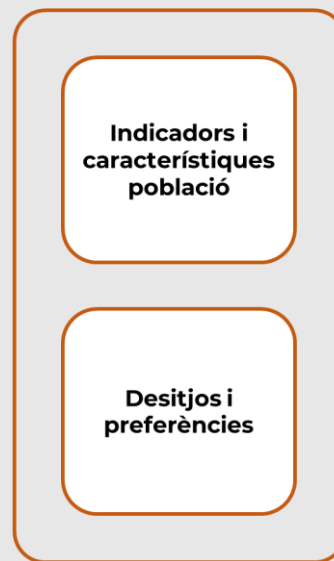 Indicadors i
característiques
població
Desitjos i
preferències